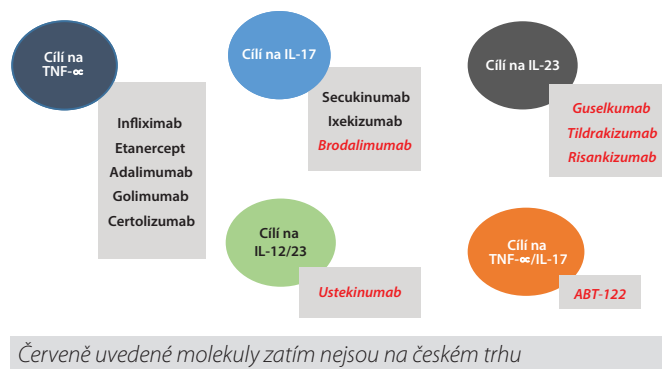 Cílí na
TNF-∝
Infliximab
Etanercept
Adalimumab
Golimumab
Certolizumab
Cílí na IL-17
Secukinumab
Ixekizumab
Brodalimumab
Cílí na IL-23
Guselkumab
Tildrakizumab
Risankizumab
Cílí na
IL-12/23
Ustekinumab
Cílí na
TNF-∝/IL-17
ABT-122
Červeně uvedené molekuly zatím nejsou na českém trhu